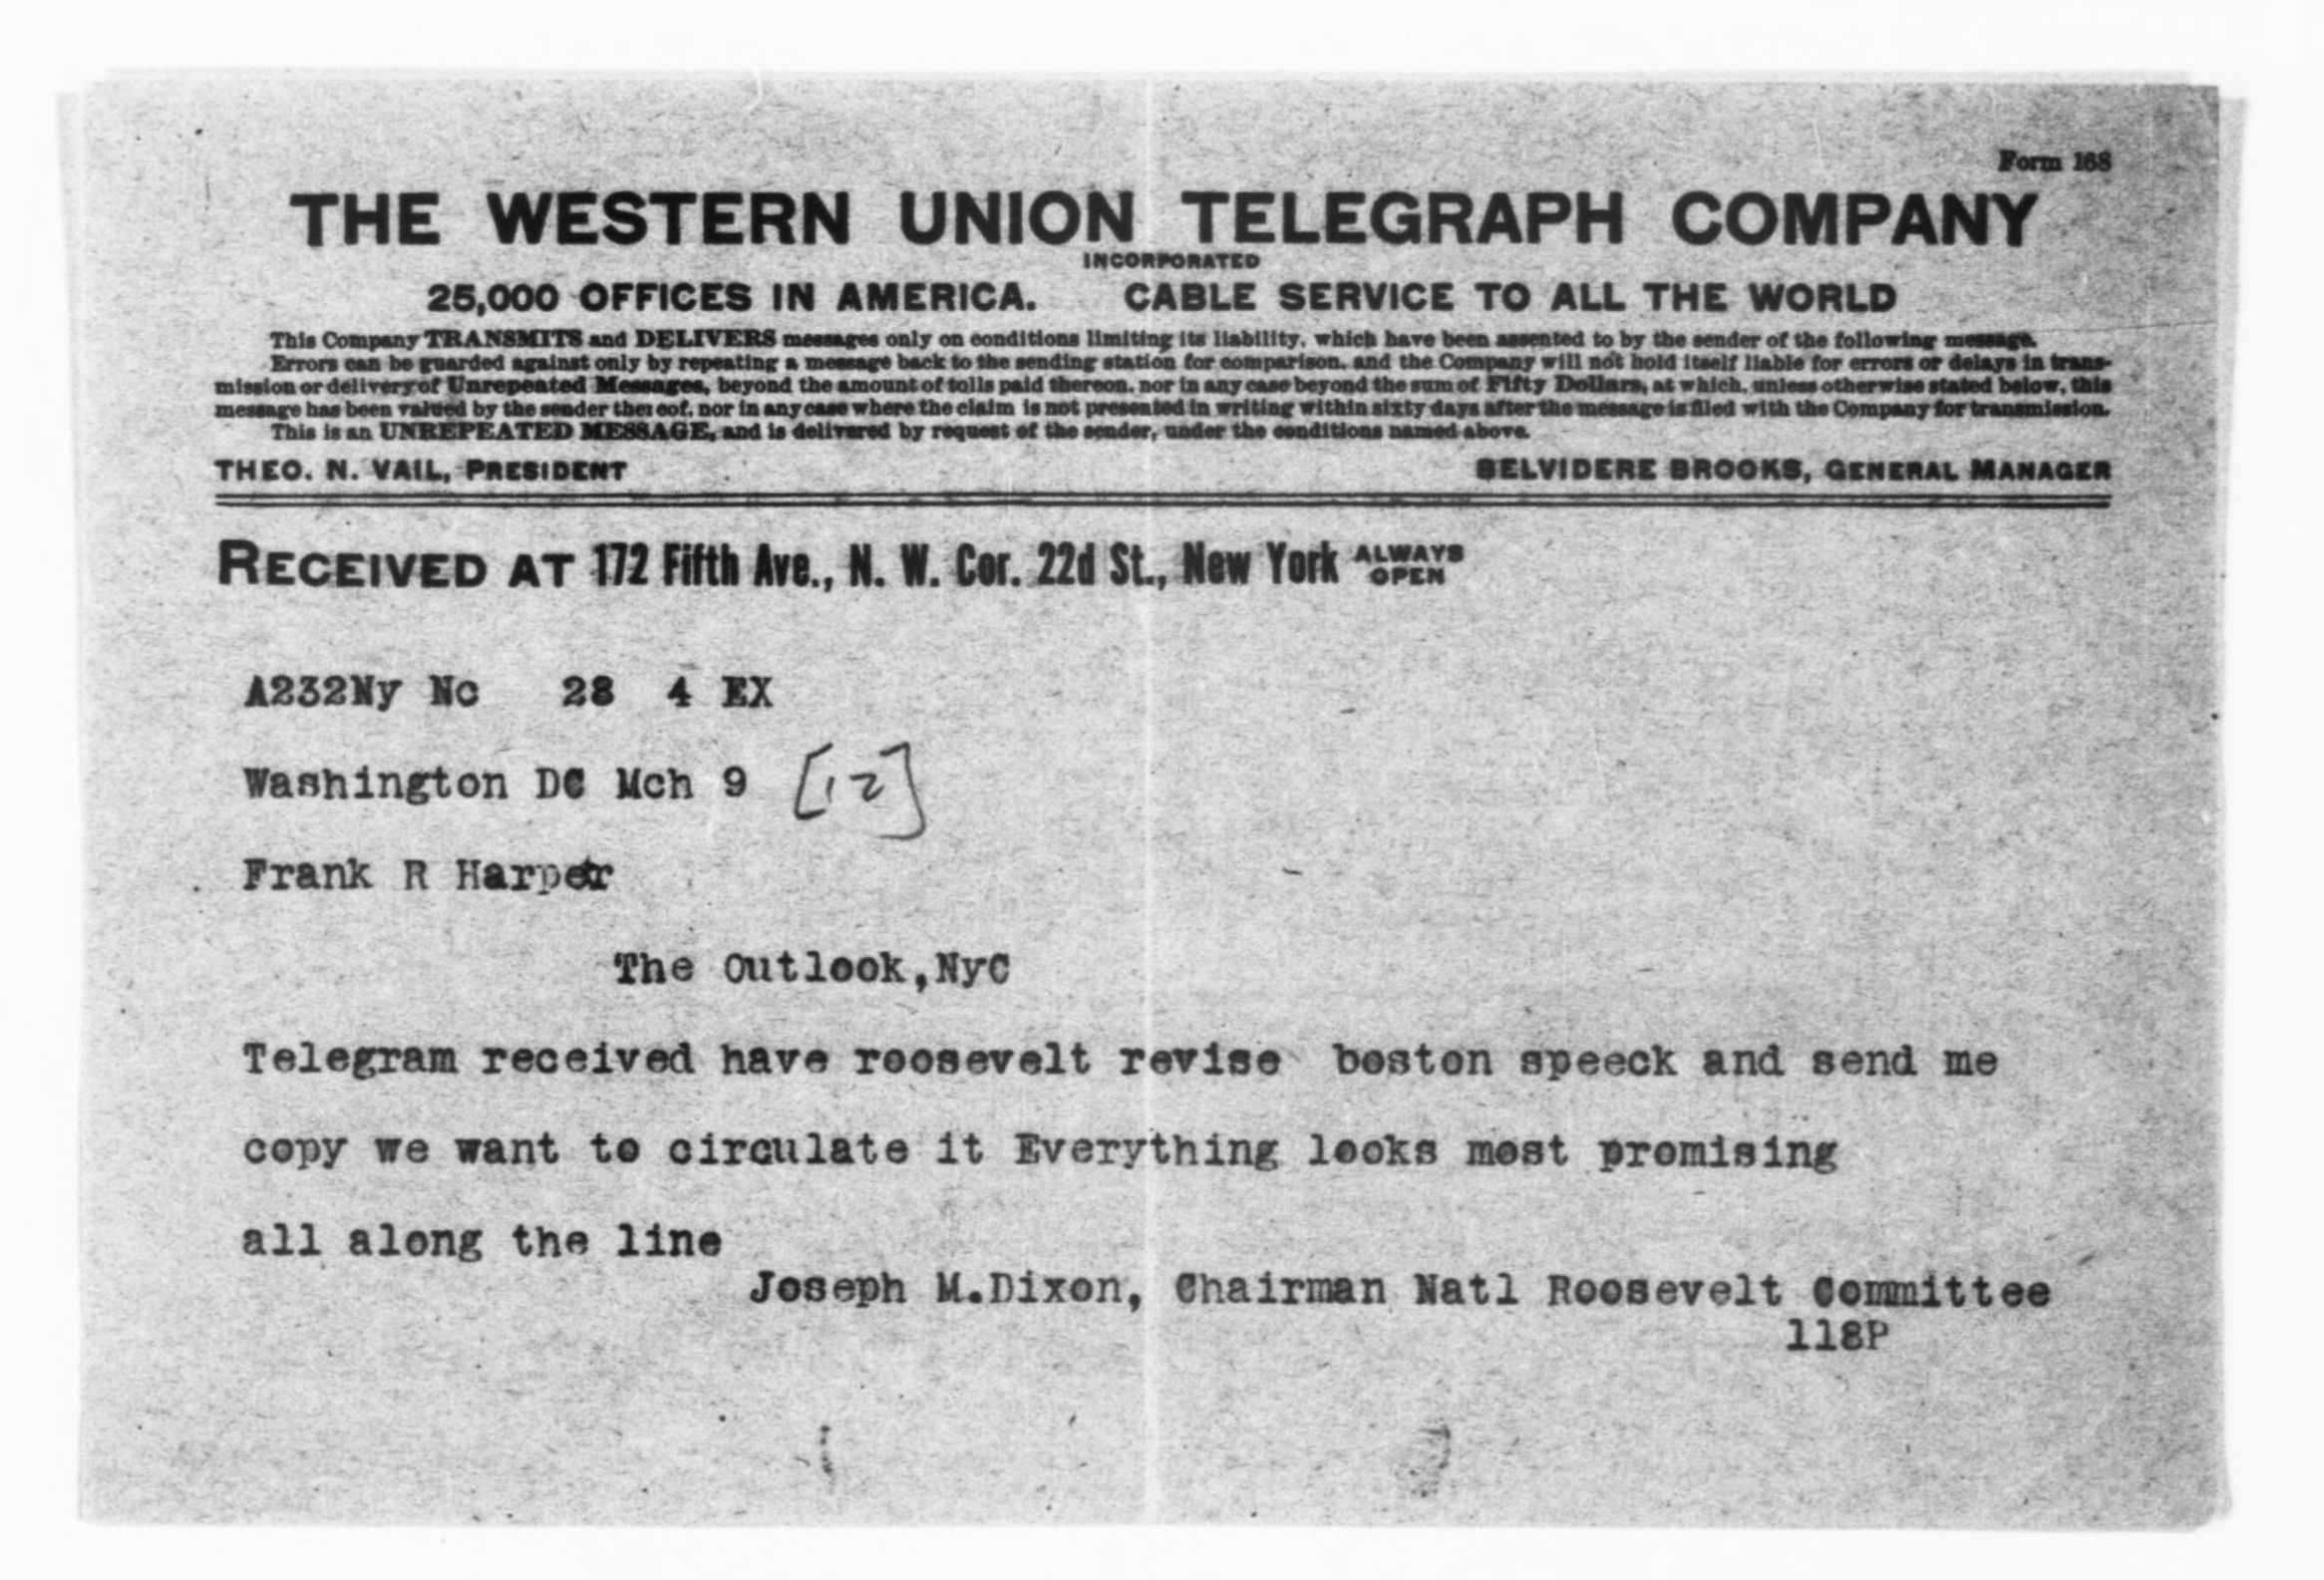 Form 168
THE WESTERN UNION TELEGRAPH COMPANY
INCORPORATED
25,000 OFFICES IN AMERICA. CABLE SERVICE TO ALL THE WORLD
This Company TRANSMITS and DELIVERS messages only on conditions limiting its liability, which have been assented to by the sender of the following message.
Errors can be guarded against only by repeating a message back to the sending station for comparison, and the Company will not hold itself liable for errors or delays in trans-
mission or delivery of Unrepeated Messages, beyond the amount of tolls paid thereon, nor in any case beyond the sum of Fifty Dollars, at which, unless otherwise stated below, this
message has been valued by the sender thereof, nor in any case where the claim is not presented in writing within sixty days after the message is filed with the Company for transmission.
This is an UNREPEATED MESSAGE, and is delivered by request of the sender, under the conditions named above.
THEO. N. VAIL, PRESIDENT BELVIDERE BROOKS, GENERAL MANAGER
RECEIVED AT 172 Fifth Ave., N. W. Cor. 22d St., New York ALWAYS OPEN
A232Ny Nc 28 4 EX
Washington DC Mch 9 [12]
Frank R Harper
The Outlook,NyC
Telegram received have roosevelt revise boston speeck and send me
copy we want to circulate it Everything looks most promising
all along the line
Joseph M.Dixon, Chairman Natl Roosevelt Committee
118P